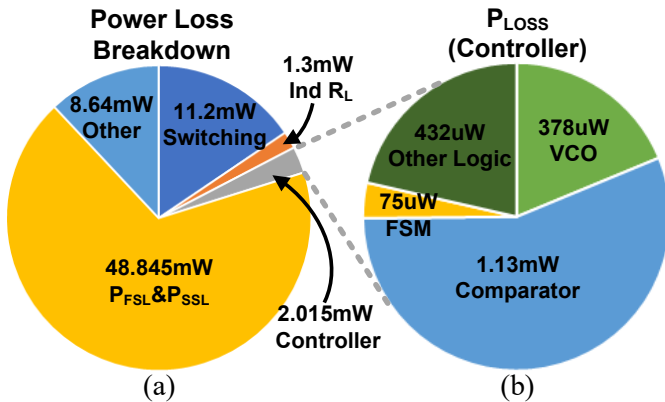 Power Loss
Breakdown
8.64mW
Other
11.2mW
Switching
1.3mW
Ind R_L
48.845mW
P_FSL&P_SSL
2.015mW
Controller
(a)
P_LOSS
(Controller)
432uW
Other Logic
378uW
VCO
75uW
FSM
1.13mW
Comparator
(b)